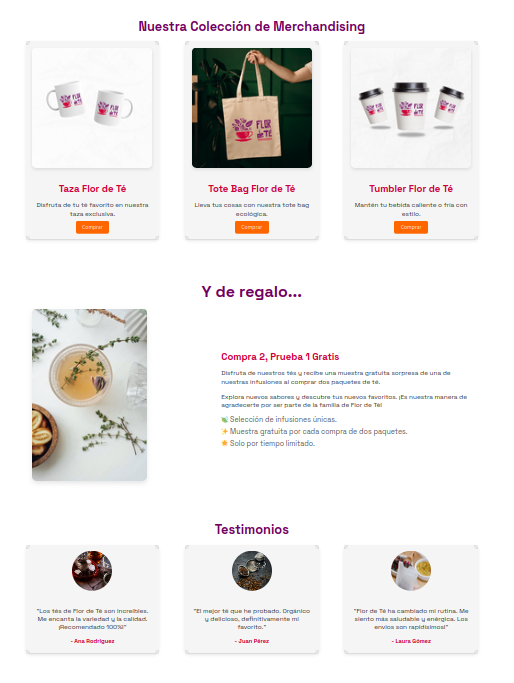 Nuestra Colección de Merchandising
FLOR
de TÉ
FLOR
de TÉ
FLOR
de TÉ
Taza Flor de Té
Disfruta de tu té favorito en nuestra
taza exclusiva.
Comprar
Tote Bag Flor de Té
Lleva tus cosas con nuestra tote bag
ecológica.
Comprar
Tumbler Flor de Té
Mantén tu bebida caliente o fría con
estilo.
Comprar
Y de regalo...
Compra 2, Prueba 1 Gratis
Disfruta de nuestros tés y recibe una muestra gratuita sorpresa de una de
nuestras infusiones al comprar dos paquetes de té.
Explora nuevos sabores y descubre tus nuevos favoritos. ¡Es nuestra manera de
agradecerte por ser parte de la familia de Flor de Té!
🍃 Selección de infusiones únicas.
✨ Muestra gratuita por cada compra de dos paquetes.
🌟 Solo por tiempo limitado.
Testimonios
"Los tés de Flor de Té son increíbles.
Me encanta la variedad y la calidad.
¡Recomendado 100%!"
- Ana Rodríguez
"El mejor té que he probado. Orgánico
y delicioso, definitivamente mi
favorito."
- Juan Pérez
"Flor de Té ha cambiado mi rutina. Me
siento más saludable y enérgica. Los
envíos son rapidísimos!"
- Laura Gómez